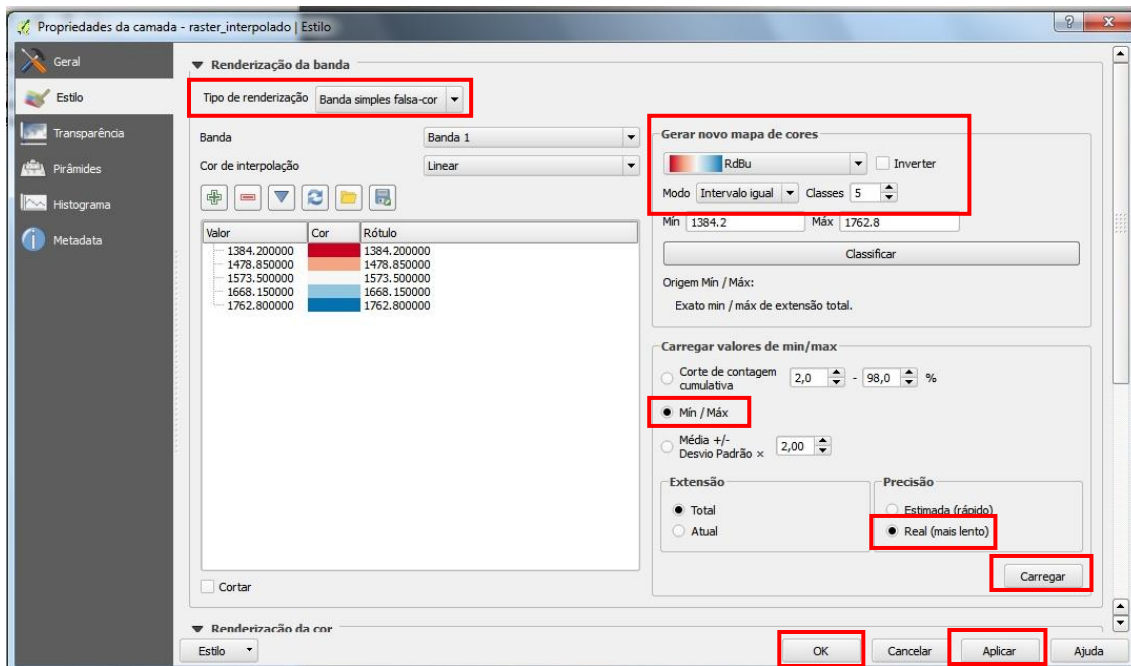 Propriedades da camada - raster_interpolado | Estilo
Geral
Estilo
Transparência
Pirâmides
Histograma
Metadata
Renderização da banda
Tipo de renderização Banda simples falsa-cor
Banda Banda 1
Cor de interpolação Linear
Valor Cor Rótulo
1384.200000 1384.200000
1478.850000 1478.850000
1573.500000 1573.500000
1668.150000 1668.150000
1762.800000 1762.800000
Cortar
Gerar novo mapa de cores
RdBu Inverter
Modo Intervalo igual Classes 5
Mín 1384.2 Máx 1762.8
Classificar
Origem Mín / Máx:
Exato min / máx de extensão total.
Carregar valores de min/max
Corte de contagem
cumulativa 2,0 - 98,0 %
Mín / Máx
Média +/-
Desvio Padrão × 2,00
Extensão
Total
Atual
Precisão
Estimada (rápido)
Real (mais lento)
Carregar
Renderização da cor
Estilo OK Cancelar Aplicar Ajuda